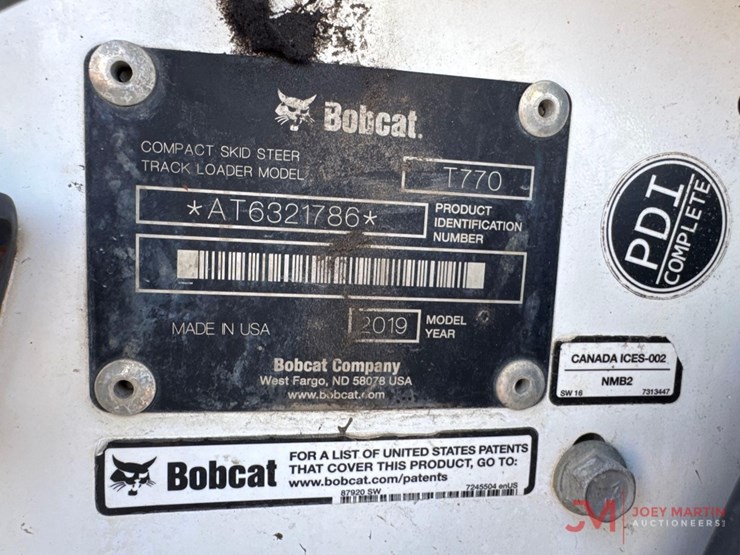 Bobcat.
COMPACT SKID STEER
TRACK LOADER MODEL
T770
*AT6321786*
PRODUCT
IDENTIFICATION
NUMBER
MADE IN USA
2019
MODEL
YEAR
Bobcat Company
West Fargo, ND 58078 USA
www.bobcat.com
PDI
COMPLETE
CANADA ICES-002
NMB2
SW 16
7313447
Bobcat
FOR A LIST OF UNITED STATES PATENTS
THAT COVER THIS PRODUCT, GO TO:
www.bobcat.com/patents
87920 SW
7245504 enUS
JM
JOEY MARTIN
AUCTIONEERS